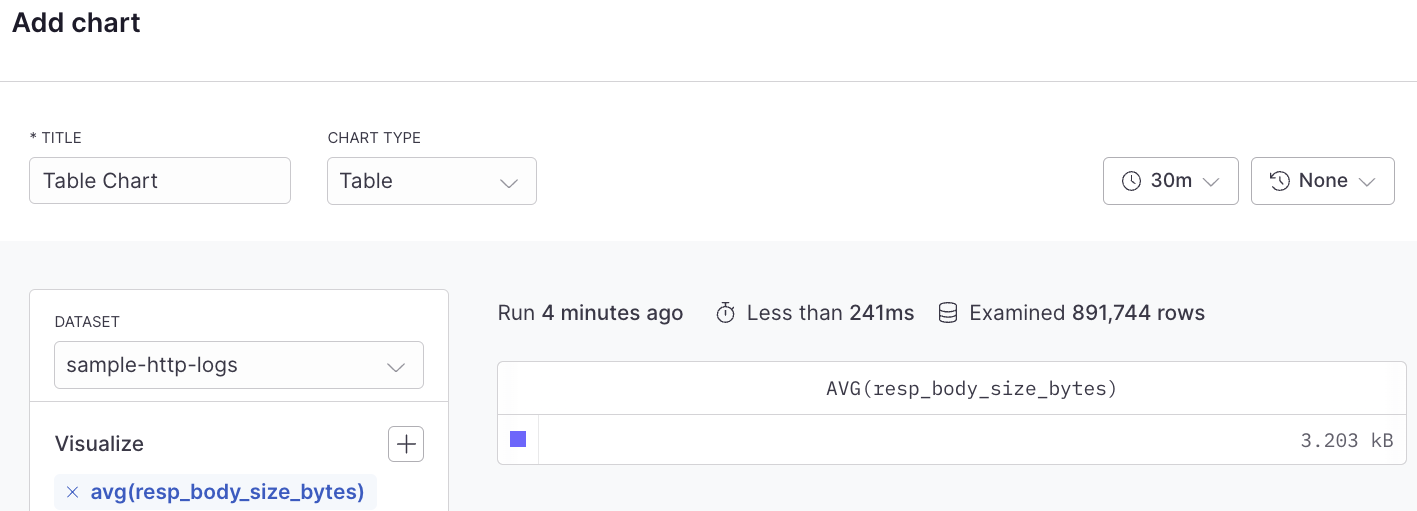 Add chart
* TITLE
CHART TYPE
Table Chart
Table
30m
None
DATASET
sample-http-logs
Visualize
avg(resp_body_size_bytes)
Run 4 minutes ago
Less than 241ms
Examined 891,744 rows
AVG(resp_body_size_bytes)
3.203 kB